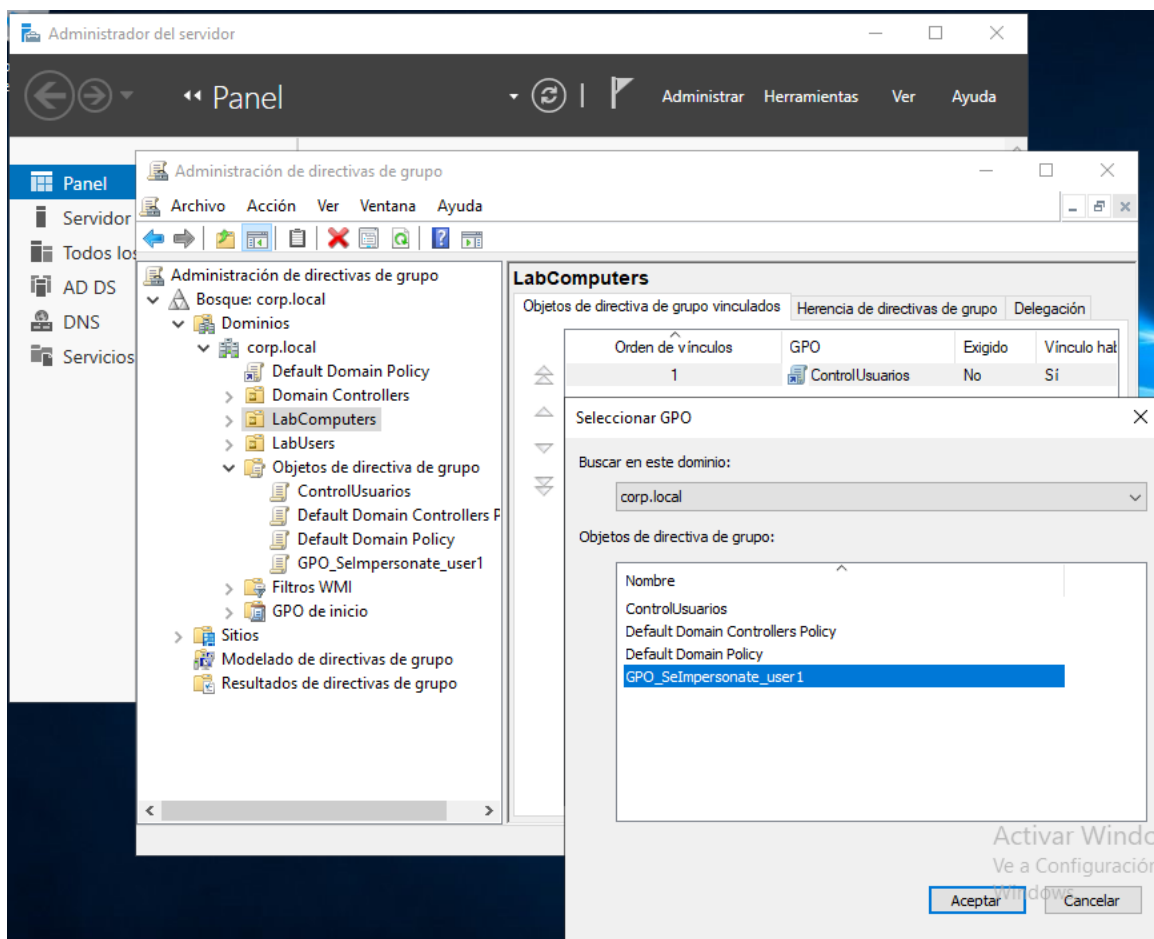 Administrador del servidor
Panel
Administrar Herramientas Ver Ayuda
Panel
Servidor
Todos los
AD DS
DNS
Servicios
Administración de directivas de grupo
Archivo Acción Ver Ventana Ayuda
Administración de directivas de grupo
Bosque: corp.local
Dominios
corp.local
Default Domain Policy
Domain Controllers
LabComputers
LabUsers
Objetos de directiva de grupo
ControlUsuarios
Default Domain Controllers P
Default Domain Policy
GPO_SeImpersonate_user1
Filtros WMI
GPO de inicio
Sitios
Modelado de directivas de grupo
Resultados de directivas de grupo
LabComputers
Objetos de directiva de grupo vinculados Herencia de directivas de grupo Delegación
Orden de vínculos GPO Exigido Vínculo hab
1 ControlUsuarios No Sí
Seleccionar GPO
Buscar en este dominio:
corp.local
Objetos de directiva de grupo:
Nombre
ControlUsuarios
Default Domain Controllers Policy
Default Domain Policy
GPO_SeImpersonate_user1
Activar Windo
Ve a Configuración
Windows
Aceptar Cancelar